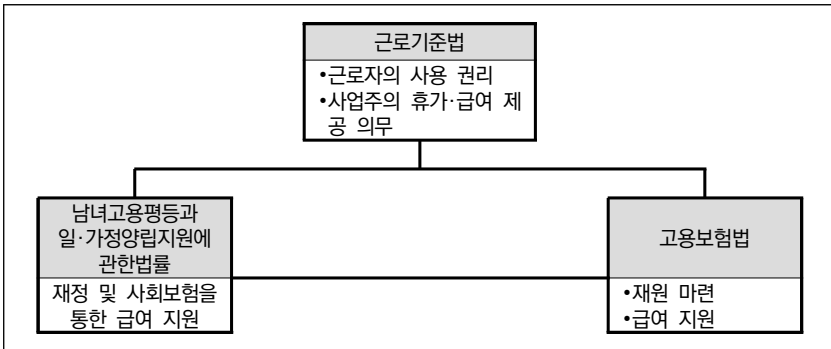 근로기준법
•근로자의 사용 권리
•사업주의 휴가·급여 제
공 의무
남녀고용평등과
일·가정양립지원에
관한법률
재정 및 사회보험을
통한 급여 지원
고용보험법
•재원 마련
•급여 지원